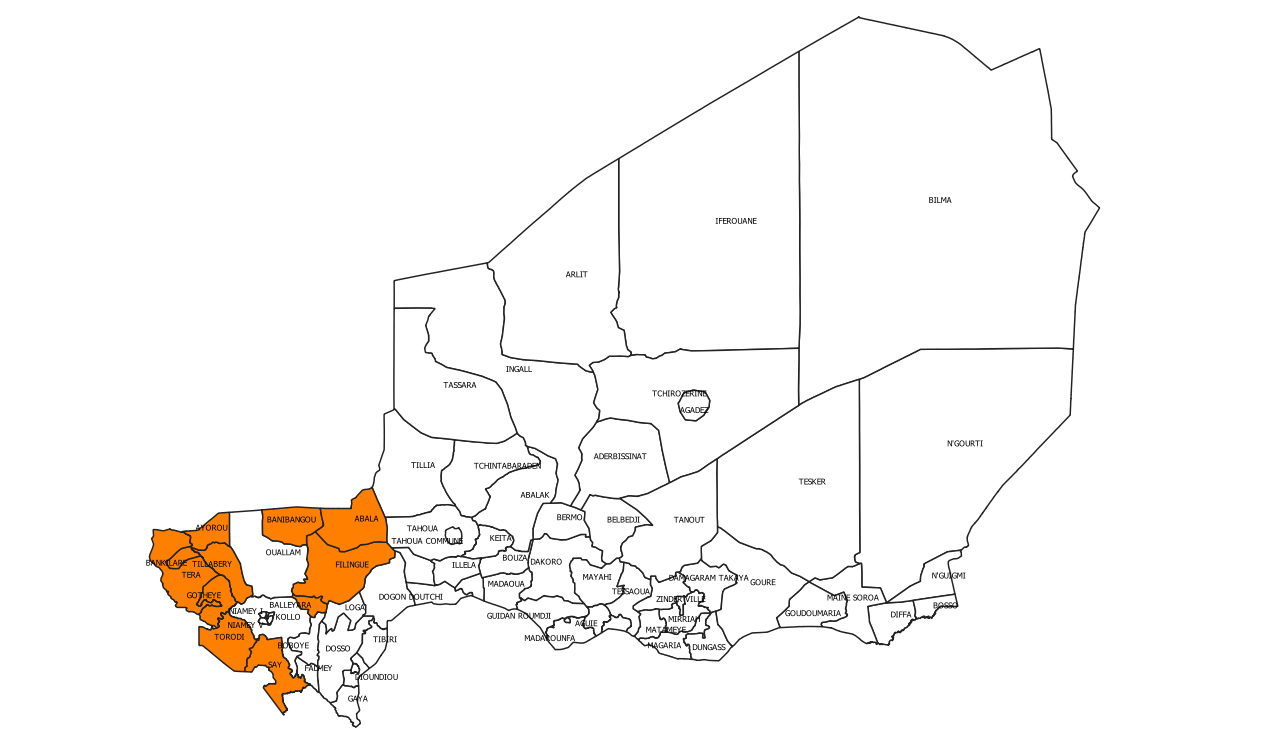 BILMA
IFEROUANE
ARLIT
INGALL
TASSARA
TCHIROZERINE
AGADEZ
N'GOURTI
ADERBISSINAT
TILLIA
TCHINTABARADEN
TESKER
ABALAK
BERMO
BELBEDJI
TANOUT
ABALA
BANIBANGOU
AYOROU
TAHOUA
TAHOUA COMMUNE
KEITA
OUALLAM
BOUZA
DAKORO
BANKILARE
TILLABERY
FILINGUE
ILLELA
TERA
MAYAHI
DAMAGARAM TAKAYA
GOURE
N'GUIGMI
MADAOUA
TESSAOUA
GOTHEYE
DOGON DOUTCHI
ZINDER VILLE
MAINE SOROA
BALLEYARA
LOGA
BOSSO
NIAMEY I
KOLLO
GUIDAN ROUMDJI
GOUDOUMARIA
DIFFA
NIAMEY V
AGUIE
MIRRIAH
MATAMEYE
TORODI
MADAROUNFA
TIBIRI
BOBOYE
DOSSO
MAGARIA
DUNGASS
SAY
FALMEY
DIOUNDIOU
GAYA